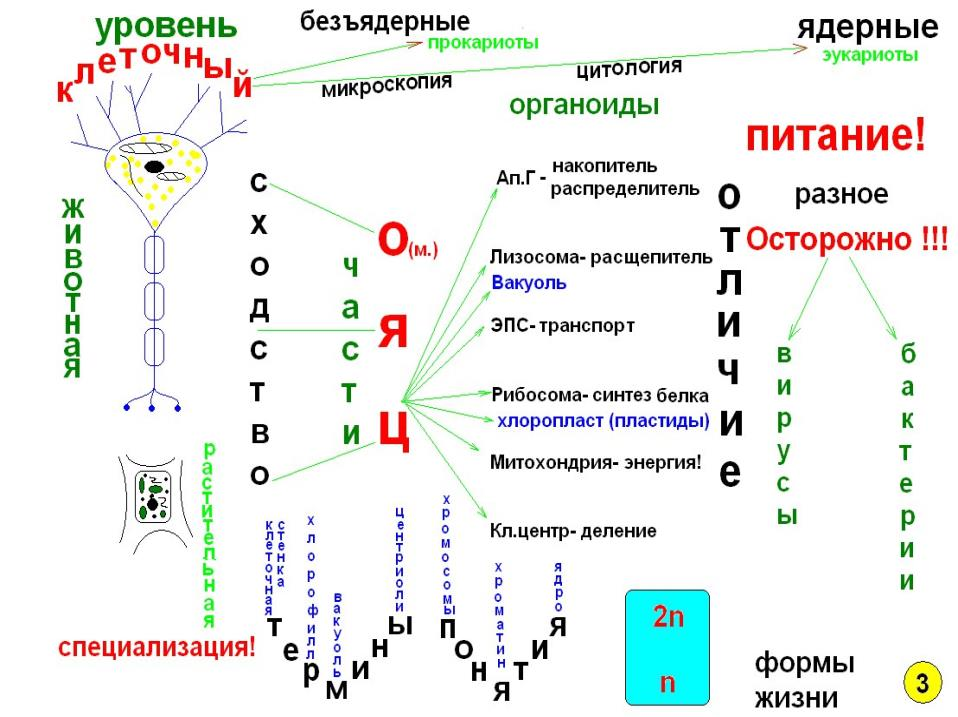 уровень
клеточный
безъядерные
прокариоты
ядерные
эукариоты
микроскопия
цитология
органоиды
питание!
разное
Осторожно !!!
вирусы
бактерии
отличие
животная
сходство
части
О(м.)
Я
Ц
Ап.Г - накопитель
распределитель
Лизосома- расщепитель
Вакуоль
ЭПС- транспорт
Рибосома- синтез белка
хлоропласт (пластиды)
Митохондрия- энергия!
Кл.центр- деление
растительная
специализация!
клеточная
стенка
хлорофилл
вакуоль
центриоли
термины
хромосомы
хроматин
ядро
понятия
2n
n
формы
жизни
3